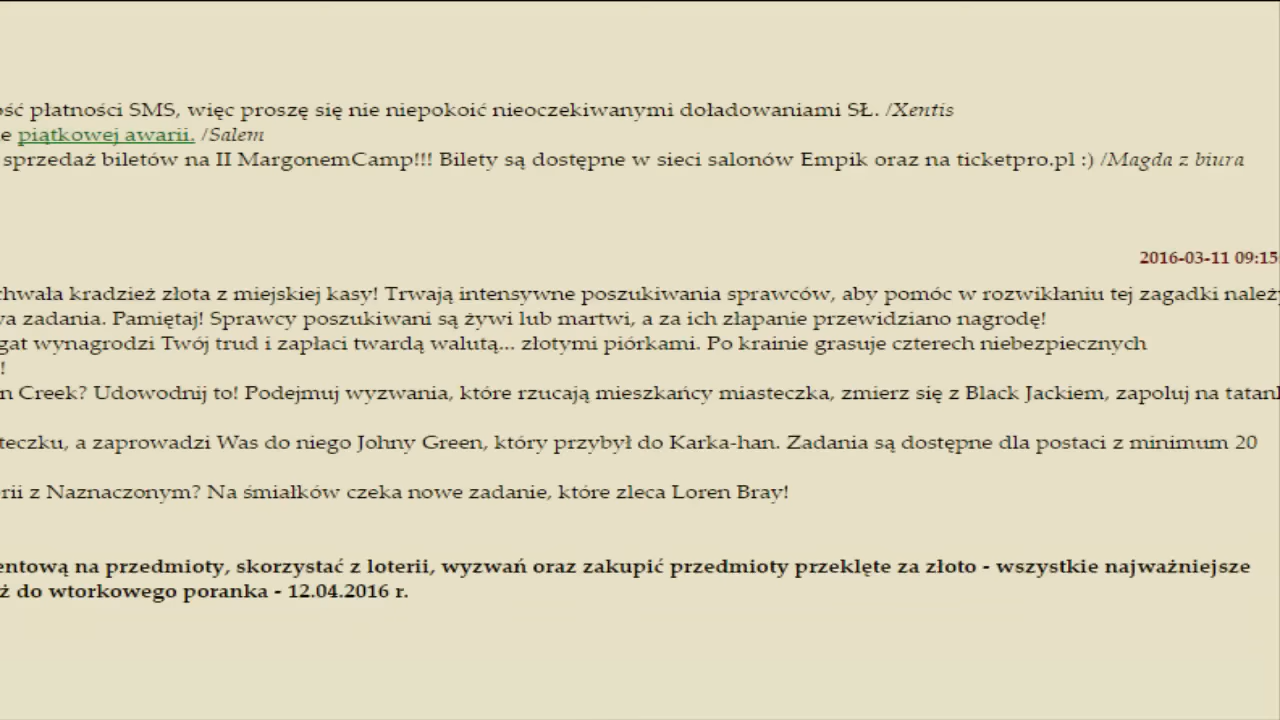 ość płatności SMS, więc proszę się nie niepokoić nieoczekiwanymi doładowaniami SŁ. /Xentis
e piątkowej awarii. /Salem
sprzedaż biletów na II MargonemCamp!!! Bilety są dostępne w sieci salonów Empik oraz na ticketpro.pl :) /Magda z biura
2016-03-11 09:15
chwała kradzież złota z miejskiej kasy! Trwają intensywne poszukiwania sprawców, aby pomóc w rozwikłaniu tej zagadki należy
va zadania. Pamiętaj! Sprawcy poszukiwani są żywi lub martwi, a za ich złapanie przewidziano nagrodę!
gat wynagrodzi Twój trud i zapłaci twardą walutą... złotymi piórkami. Po krainie grasuje czterech niebezpiecznych
!
n Creek? Udowodnij to! Podejmuj wyzwania, które rzucają mieszkańcy miasteczka, zmierz się z Black Jackiem, zapoluj na tatank
teczku, a zaprowadzi Was do niego Johny Green, który przybył do Karka-han. Zadania są dostępne dla postaci z minimum 20
rii z Naznaczonym? Na śmiałków czeka nowe zadanie, które zleca Loren Bray!
entową na przedmioty, skorzystać z loterii, wyzwań oraz zakupić przedmioty przeklęte za złoto - wszystkie najważniejsze
ż do wtorkowego poranka - 12.04.2016 r.